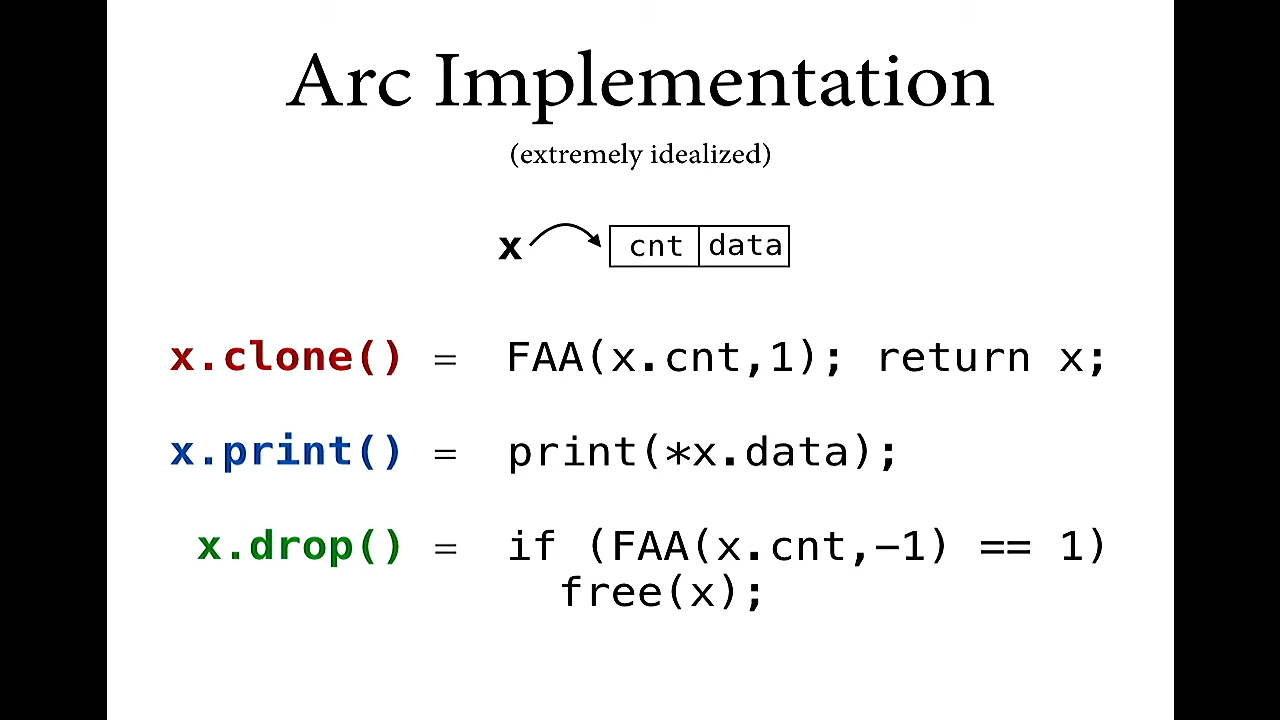 Arc Implementation
(extremely idealized)
x cnt data
x.clone() = FAA(x.cnt,1); return x;
x.print() = print(*x.data);
x.drop() = if (FAA(x.cnt,−1) == 1)
free(x);